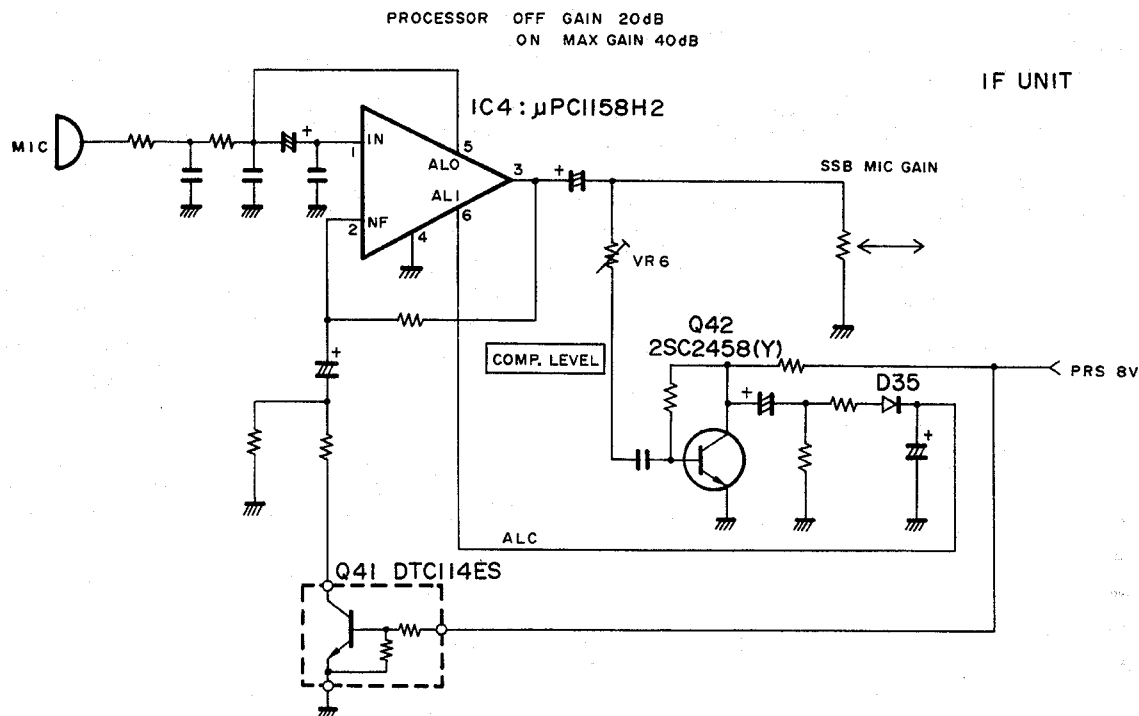 PROCESSOR OFF GAIN 20dB
ON MAX GAIN 40dB
IF UNIT
IC4 : μPC1158H2
MIC
IN
1
5
ALO
3
+
+
SSB MIC GAIN
ALI
6
NF
2
4
VR6
+
COMP. LEVEL
Q42
2SC2458(Y)
PRS 8V
D35
+
+
ALC
Q41 DTC114ES